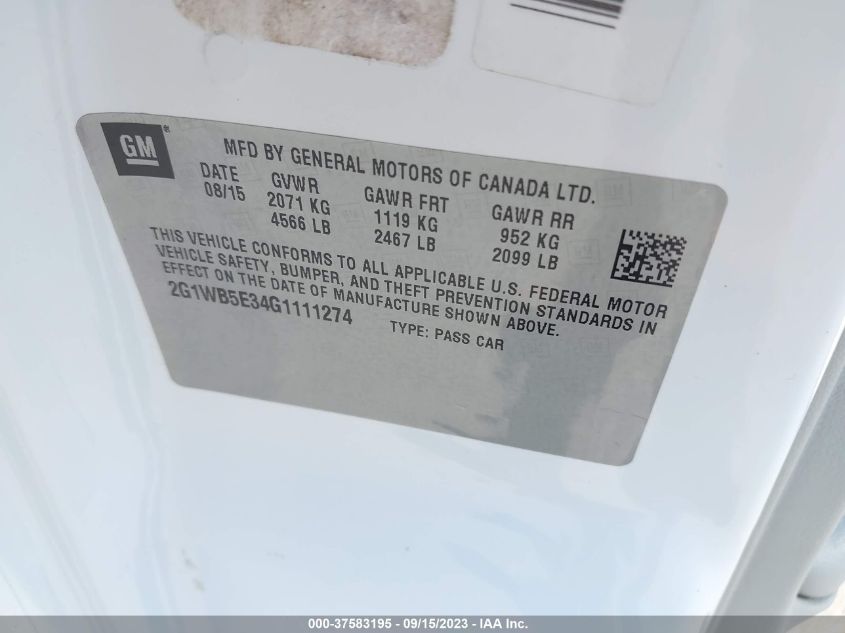 GM®
MFD BY GENERAL MOTORS OF CANADA LTD.
DATE GVWR GAWR FRT GAWR RR
08/15 2071 KG 1119 KG 952 KG
4566 LB 2467 LB 2099 LB
THIS VEHICLE CONFORMS TO ALL APPLICABLE U.S. FEDERAL MOTOR
VEHICLE SAFETY, BUMPER, AND THEFT PREVENTION STANDARDS IN
EFFECT ON THE DATE OF MANUFACTURE SHOWN ABOVE.
2G1WB5E34G1111274 TYPE: PASS CAR
000-37583195 - 09/15/2023 - IAA Inc.